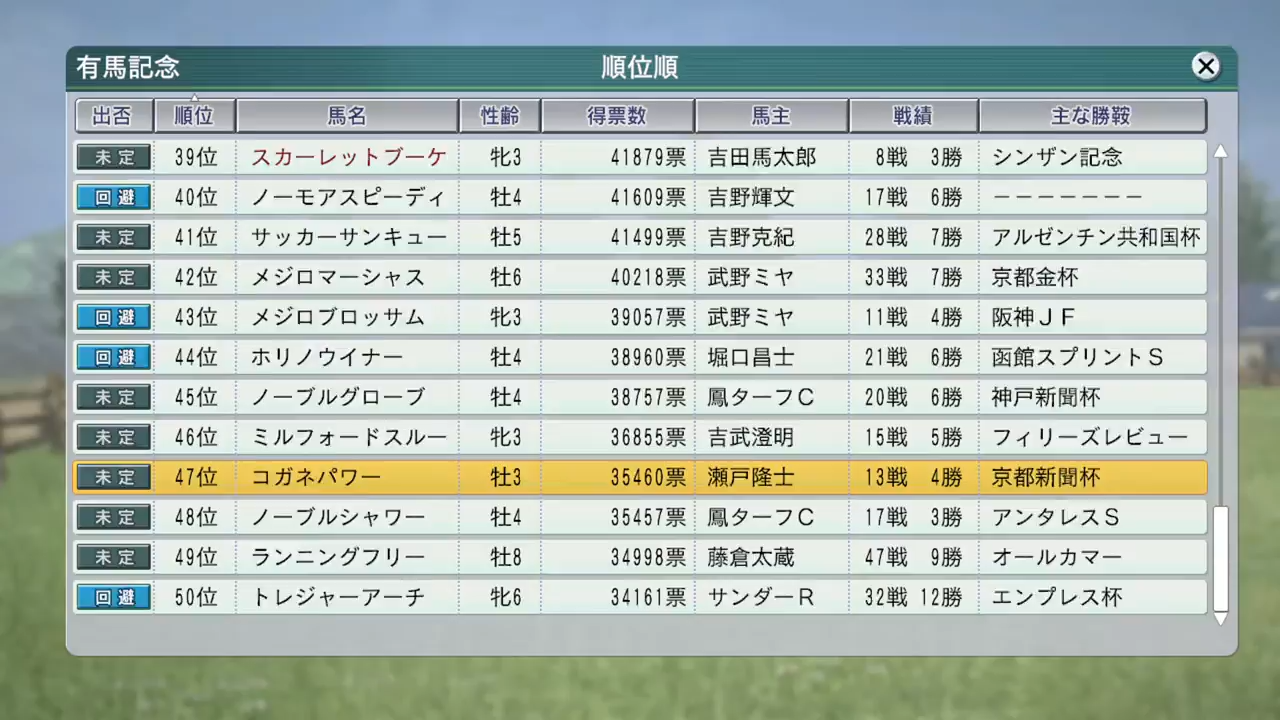 有馬記念 順位順
出否 順位 馬名 性齢 得票数 馬主 戦績 主な勝鞍
未定 39位 スカーレットブーケ 牝3 41879票 吉田馬太郎 8戦 3勝 シンザン記念
回避 40位 ノーモアスピーディ 牡4 41609票 吉野輝文 17戦 6勝 －－－－－－－
未定 41位 サッカーサンキュー 牡5 41499票 吉野克紀 28戦 7勝 アルゼンチン共和国杯
未定 42位 メジロマーシャス 牡6 40218票 武野ミヤ 33戦 7勝 京都金杯
回避 43位 メジロブロッサム 牝3 39057票 武野ミヤ 11戦 4勝 阪神ＪＦ
回避 44位 ホリノウイナー 牡4 38960票 堀口昌士 21戦 6勝 函館スプリントＳ
未定 45位 ノーブルグローブ 牡4 38757票 鳳ターフＣ 20戦 6勝 神戸新聞杯
未定 46位 ミルフォードスルー 牝3 36855票 吉武澄明 15戦 5勝 フィリーズレビュー
未定 47位 コガネパワー 牡3 35460票 瀬戸隆士 13戦 4勝 京都新聞杯
未定 48位 ノーブルシャワー 牡4 35457票 鳳ターフＣ 17戦 3勝 アンタレスＳ
未定 49位 ランニングフリー 牡8 34998票 藤倉太蔵 47戦 9勝 オールカマー
回避 50位 トレジャーアーチ 牝6 34161票 サンダーＲ 32戦 12勝 エンプレス杯